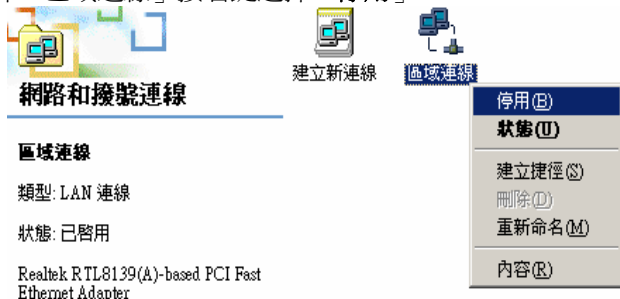 建立新連線
區域連線
網路和撥號連線
區域連線
類型: LAN 連線
狀態: 已啓用
Realtek RTL8139(A)-based PCI Fast
Ethernet Adapter
停用(B)
狀態(U)
建立捷徑(S)
刪除(D)
重新命名(M)
內容(R)